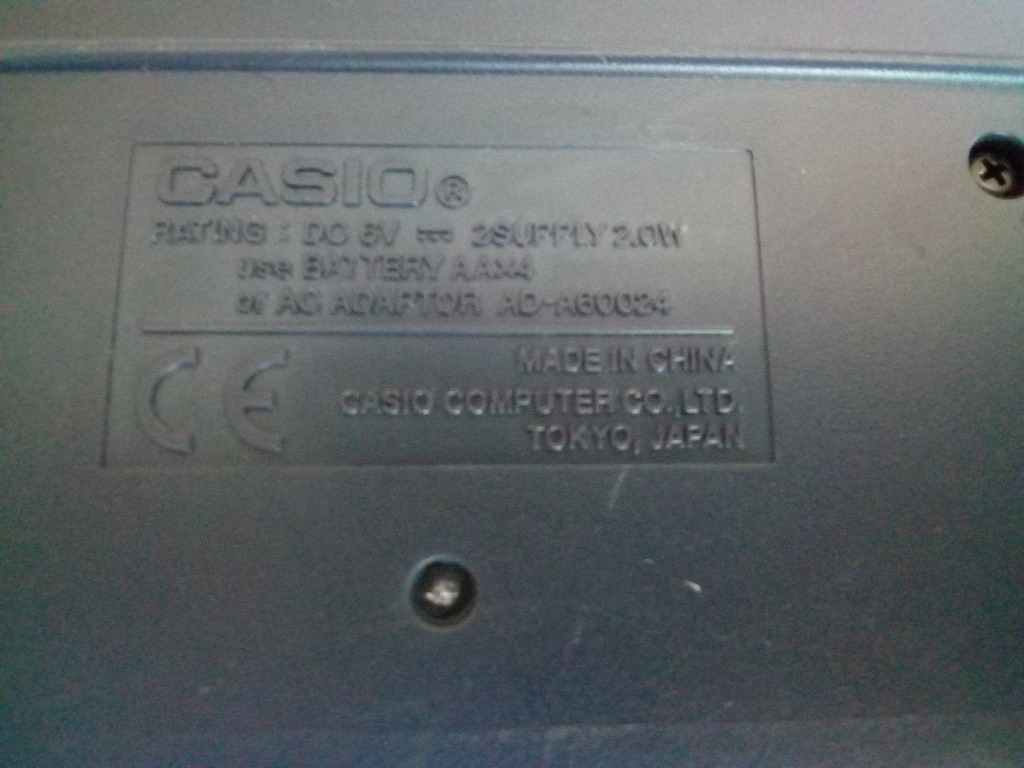 CASIO®
RATING : DC 6V ⎓ 2SUPPLY 2.0W
use BATTERY AAX4
or AC ADAPTOR AD-A60024
CE
MADE IN CHINA
CASIO COMPUTER CO.,LTD.
TOKYO, JAPAN